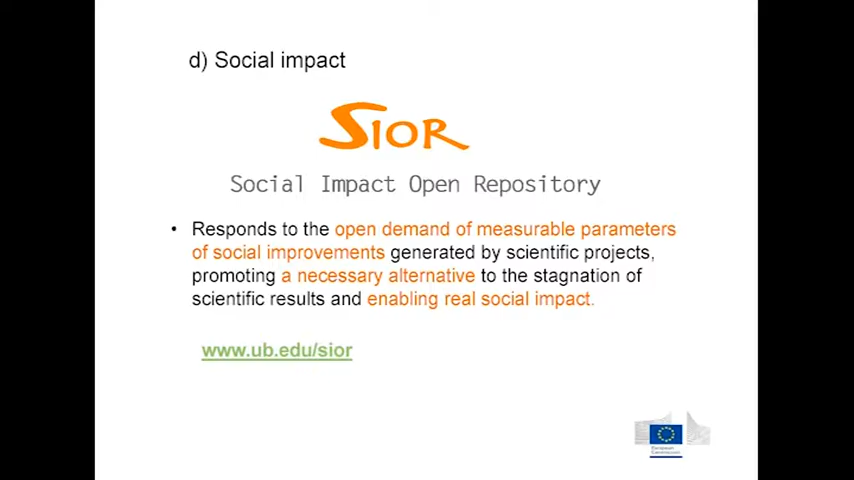 d) Social impact
SIOR
Social Impact Open Repository
• Responds to the open demand of measurable parameters
of social improvements generated by scientific projects,
promoting a necessary alternative to the stagnation of
scientific results and enabling real social impact.
www.ub.edu/sior
European
Commission